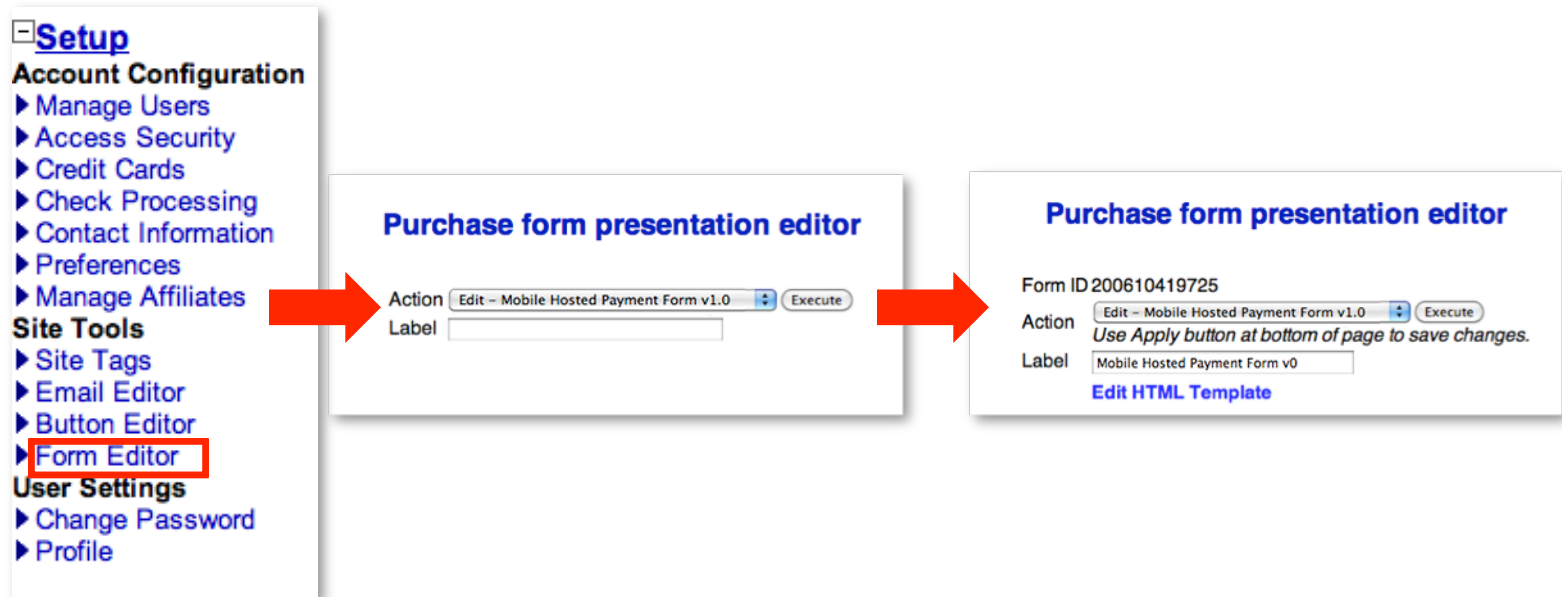 Setup
Account Configuration
Manage Users
Access Security
Credit Cards
Check Processing
Contact Information
Preferences
Manage Affiliates
Site Tools
Site Tags
Email Editor
Button Editor
Form Editor
User Settings
Change Password
Profile
Purchase form presentation editor
Action Edit – Mobile Hosted Payment Form v1.0 Execute
Label
Purchase form presentation editor
Form ID 200610419725
Action Edit – Mobile Hosted Payment Form v1.0 Execute
Use Apply button at bottom of page to save changes.
Label Mobile Hosted Payment Form v0
Edit HTML Template